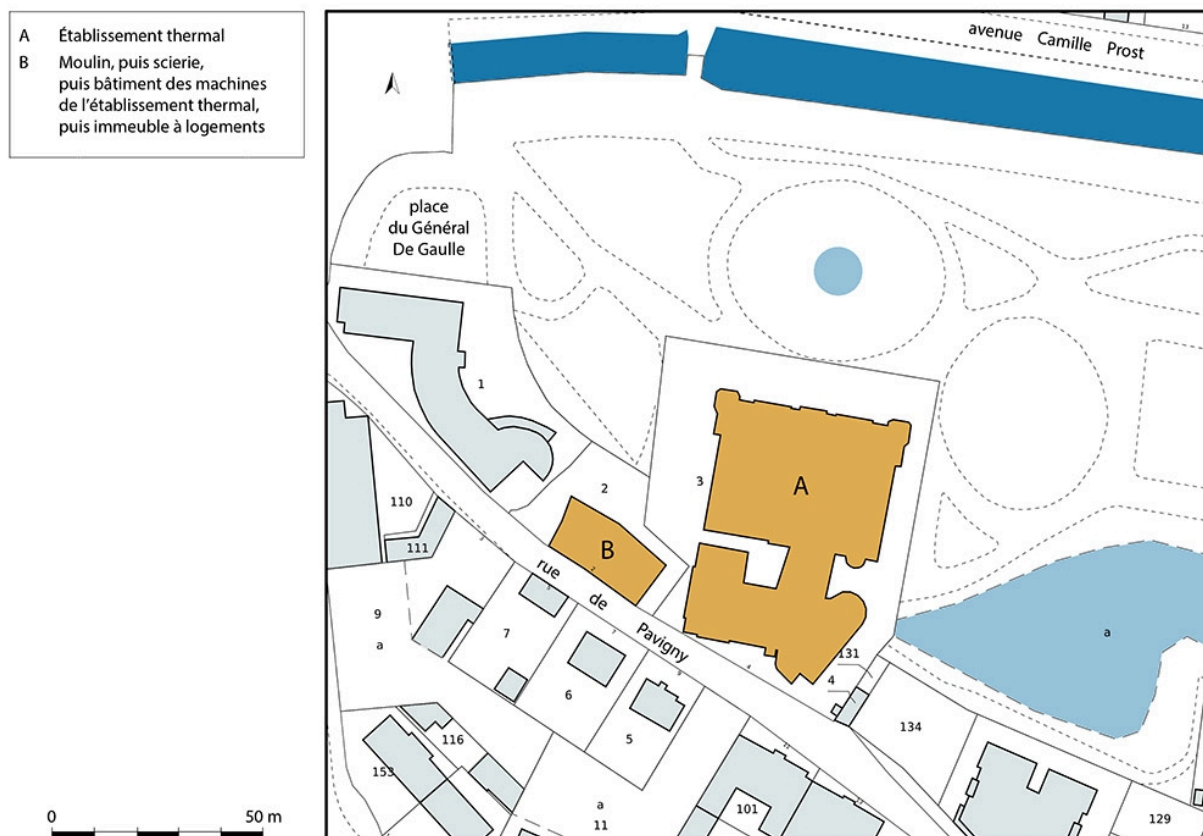 A Établissement thermal
B Moulin, puis scierie,
puis bâtiment des machines
de l'établissement thermal,
puis immeuble à logements
avenue Camille Prost
place
du Général
De Gaulle
1
2
3
A
B
110
111
rue de Pavigny
9
a
7
6
5
4
131
4
134
a
116
153
a
11
101
129
0 50 m